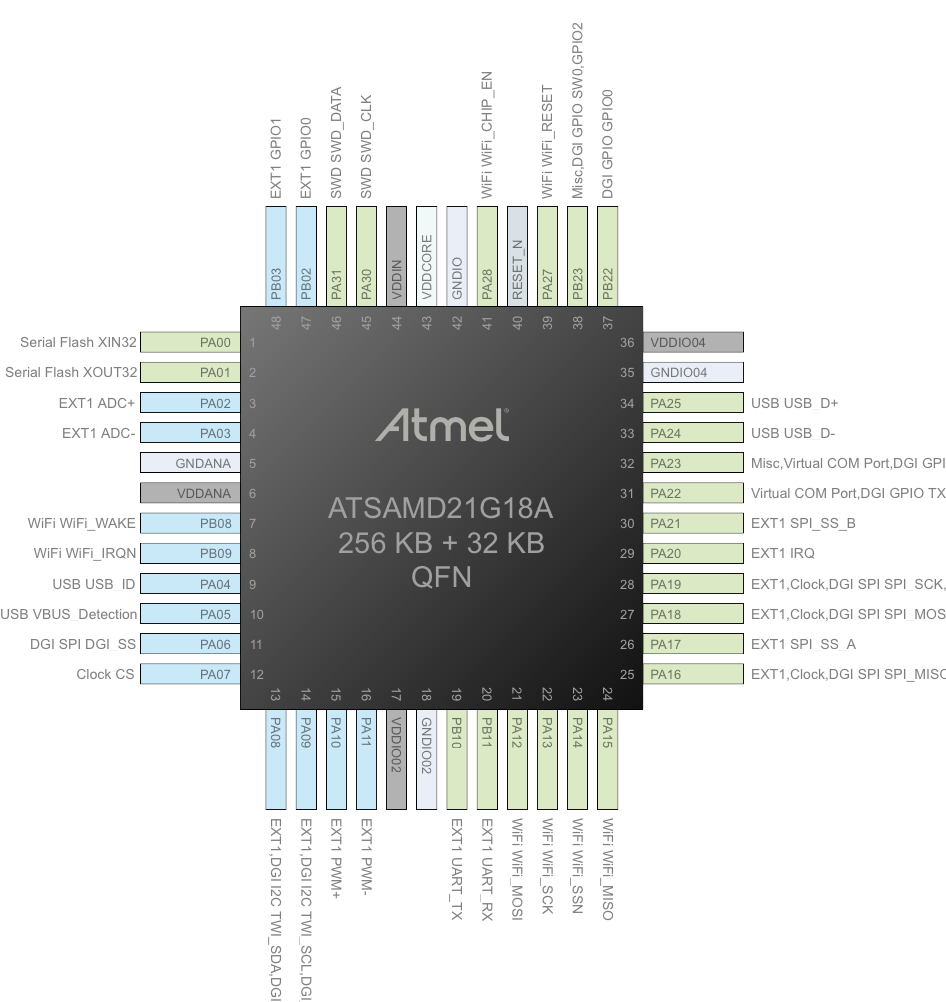 EXT1 GPIO1
EXT1 GPIO0
SWD SWD_DATA
SWD SWD_CLK
WiFi WiFi_CHIP_EN
WiFi WiFi_RESET
Misc,DGI GPIO SW0,GPIO2
DGI GPIO GPIO0
PB03
PB02
PA31
PA30
VDDIN
VDDCORE
GNDIO
PA28
RESET_N
PA27
PB23
PB22
48
47
46
45
44
43
42
41
40
39
38
37
Serial Flash XIN32 PA00 1
Serial Flash XOUT32 PA01 2
EXT1 ADC+ PA02 3
EXT1 ADC- PA03 4
GNDANA 5
VDDANA 6
WiFi WiFi_WAKE PB08 7
WiFi WiFi_IRQN PB09 8
USB USB_ID PA04 9
USB VBUS_Detection PA05 10
DGI SPI DGI_SS PA06 11
Clock CS PA07 12
Atmel
ATSAMD21G18A
256 KB + 32 KB
QFN
36 VDDIO04
35 GNDIO04
34 PA25 USB USB_D+
33 PA24 USB USB_D-
32 PA23 Misc,Virtual COM Port,DGI GPI
31 PA22 Virtual COM Port,DGI GPIO TX
30 PA21 EXT1 SPI_SS_B
29 PA20 EXT1 IRQ
28 PA19 EXT1,Clock,DGI SPI SPI_SCK,
27 PA18 EXT1,Clock,DGI SPI SPI_MOS
26 PA17 EXT1 SPI_SS_A
25 PA16 EXT1,Clock,DGI SPI SPI_MISO
13
14
15
16
17
18
19
20
21
22
23
24
PA08
PA09
PA10
PA11
VDDIO02
GNDIO02
PB10
PB11
PA12
PA13
PA14
PA15
EXT1,DGI I2C TWI_SDA,DGI
EXT1,DGI I2C TWI_SCL,DGI
EXT1 PWM+
EXT1 PWM-
EXT1 UART_TX
EXT1 UART_RX
WiFi WiFi_MOSI
WiFi WiFi_SCK
WiFi WiFi_SSN
WiFi WiFi_MISO